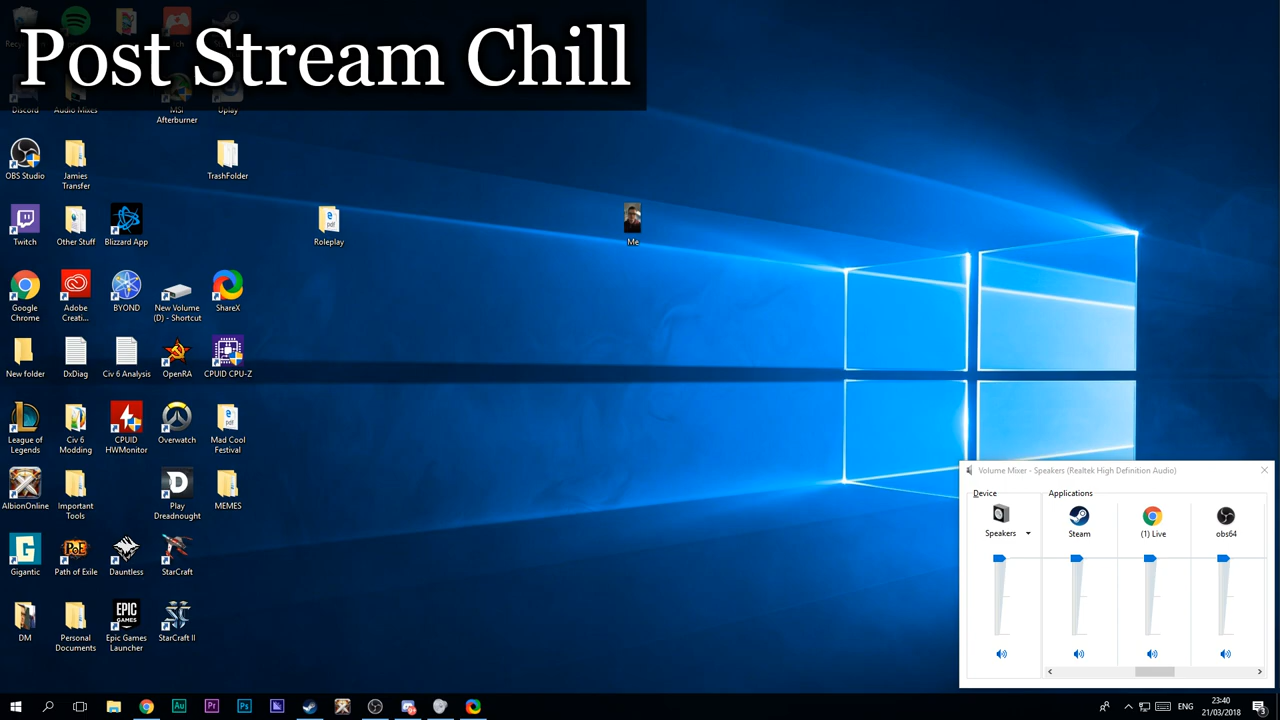 Post Stream Chill
Discord
Audio Mixes
MSI
Afterburner
Uplay
OBS Studio
Jamies
Transfer
TrashFolder
Twitch
Other Stuff
Blizzard App
Roleplay
Me
Google
Chrome
Adobe
Creati...
BYOND
New Volume
(D) - Shortcut
ShareX
New folder
DxDiag
Civ 6 Analysis
OpenRA
CPUID CPU-Z
League of
Legends
Civ 6
Modding
CPUID
HWMonitor
Overwatch
Mad Cool
Festival
AlbionOnline
Important
Tools
Play
Dreadnought
MEMES
Gigantic
Path of Exile
Dauntless
StarCraft
DM
Personal
Documents
Epic Games
Launcher
StarCraft II
Volume Mixer - Speakers (Realtek High Definition Audio)
Device
Applications
Speakers
Steam
(1) Live
obs64
ENG
23:40
21/03/2018